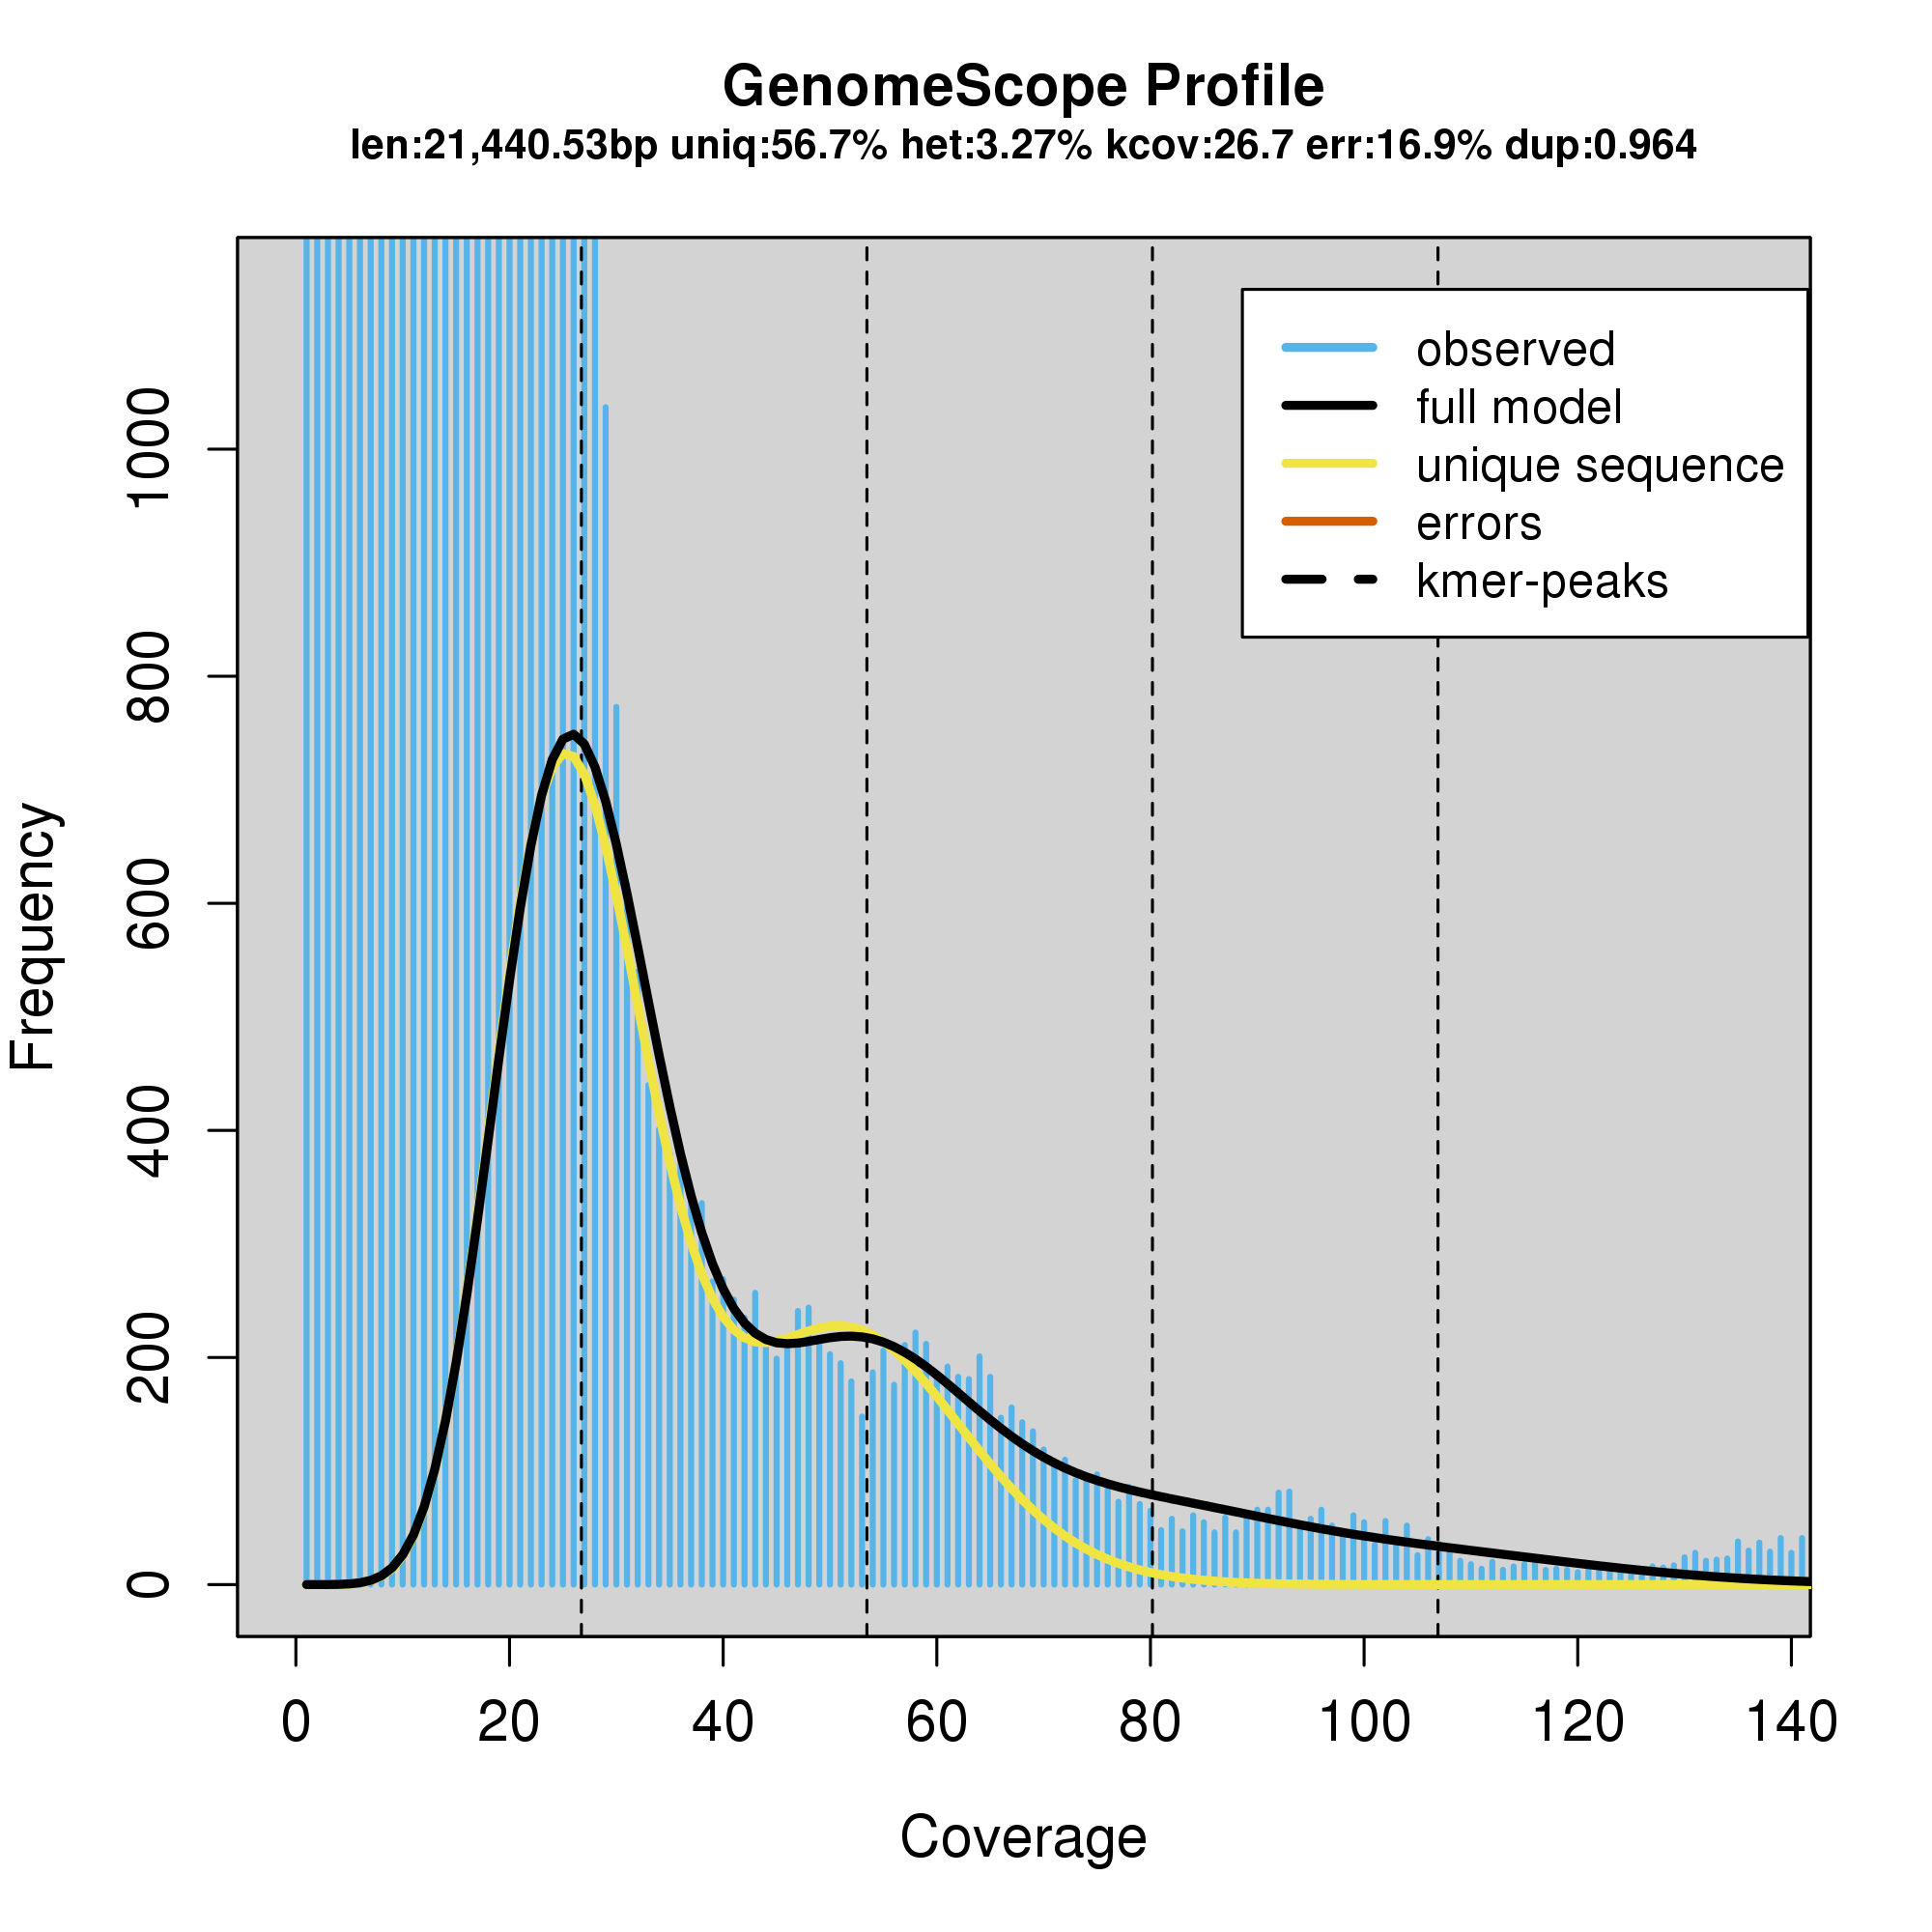 GenomeScope Profile
len:21,440.53bp uniq:56.7% het:3.27% kcov:26.7 err:16.9% dup:0.964
observed
full model
unique sequence
errors
kmer-peaks
Frequency
1000
800
600
400
200
0
0 20 40 60 80 100 120 140
Coverage